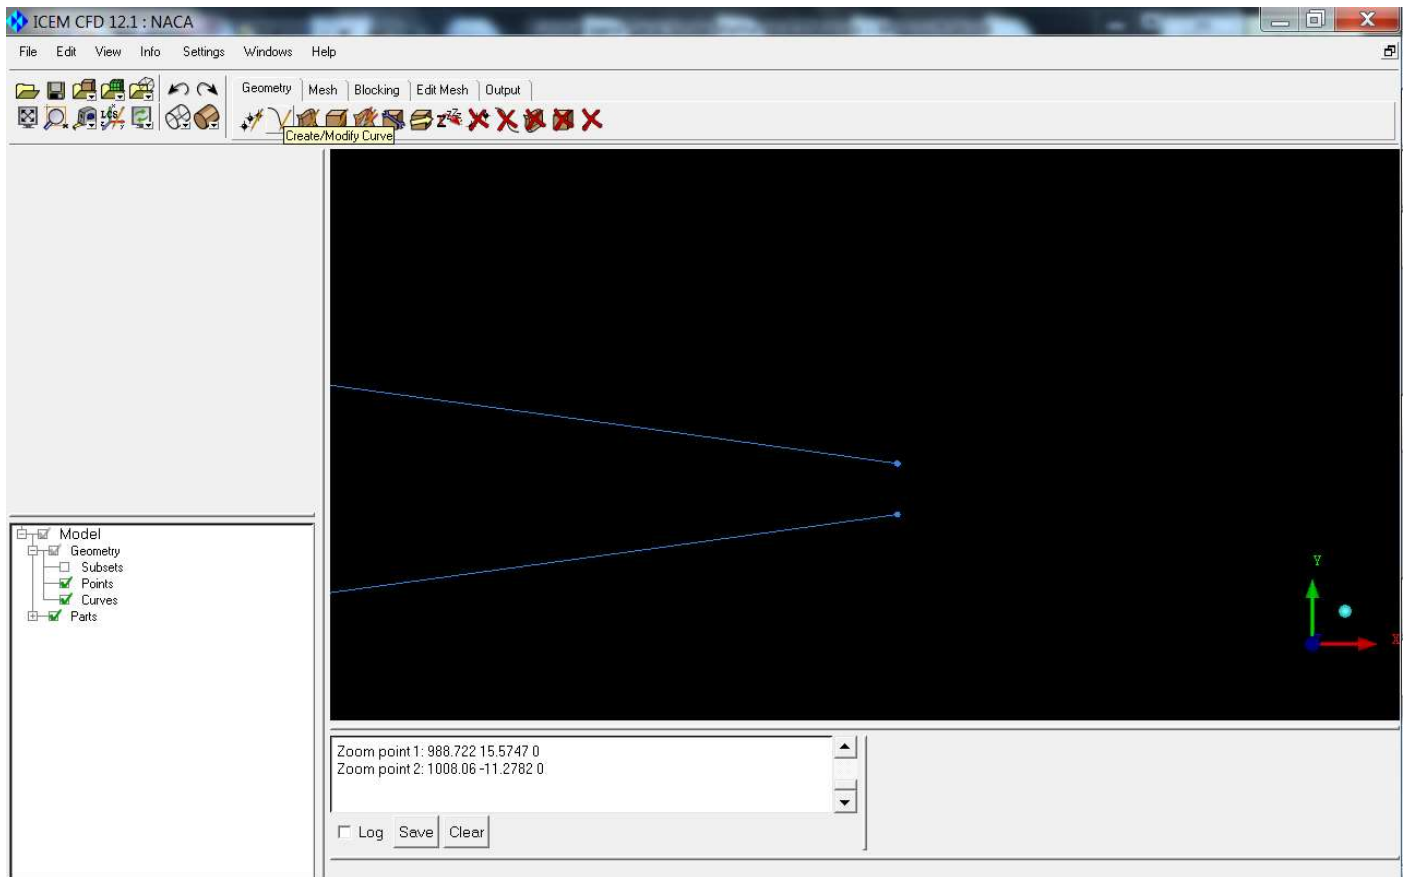 ICEM CFD 12.1 : NACA
File Edit View Info Settings Windows Help
Geometry Mesh Blocking Edit Mesh Output
Create/Modify Curve
Model
Geometry
Subsets
Points
Curves
Parts
Y
X
Zoom point 1: 988.722 15.5747 0
Zoom point 2: 1008.06 -11.2782 0
Log Save Clear